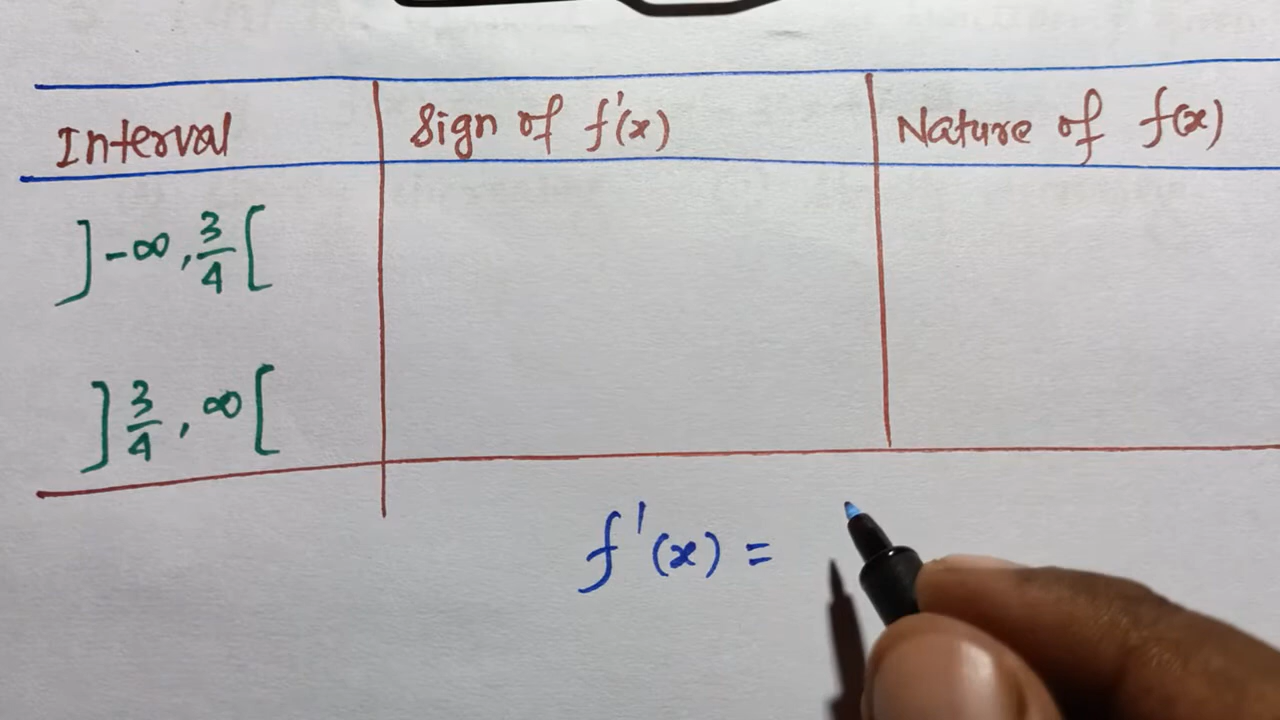 Interval Sign of f'(x) Nature of f(x)
]-∞, 3/4[
]3/4, ∞[
f'(x) =